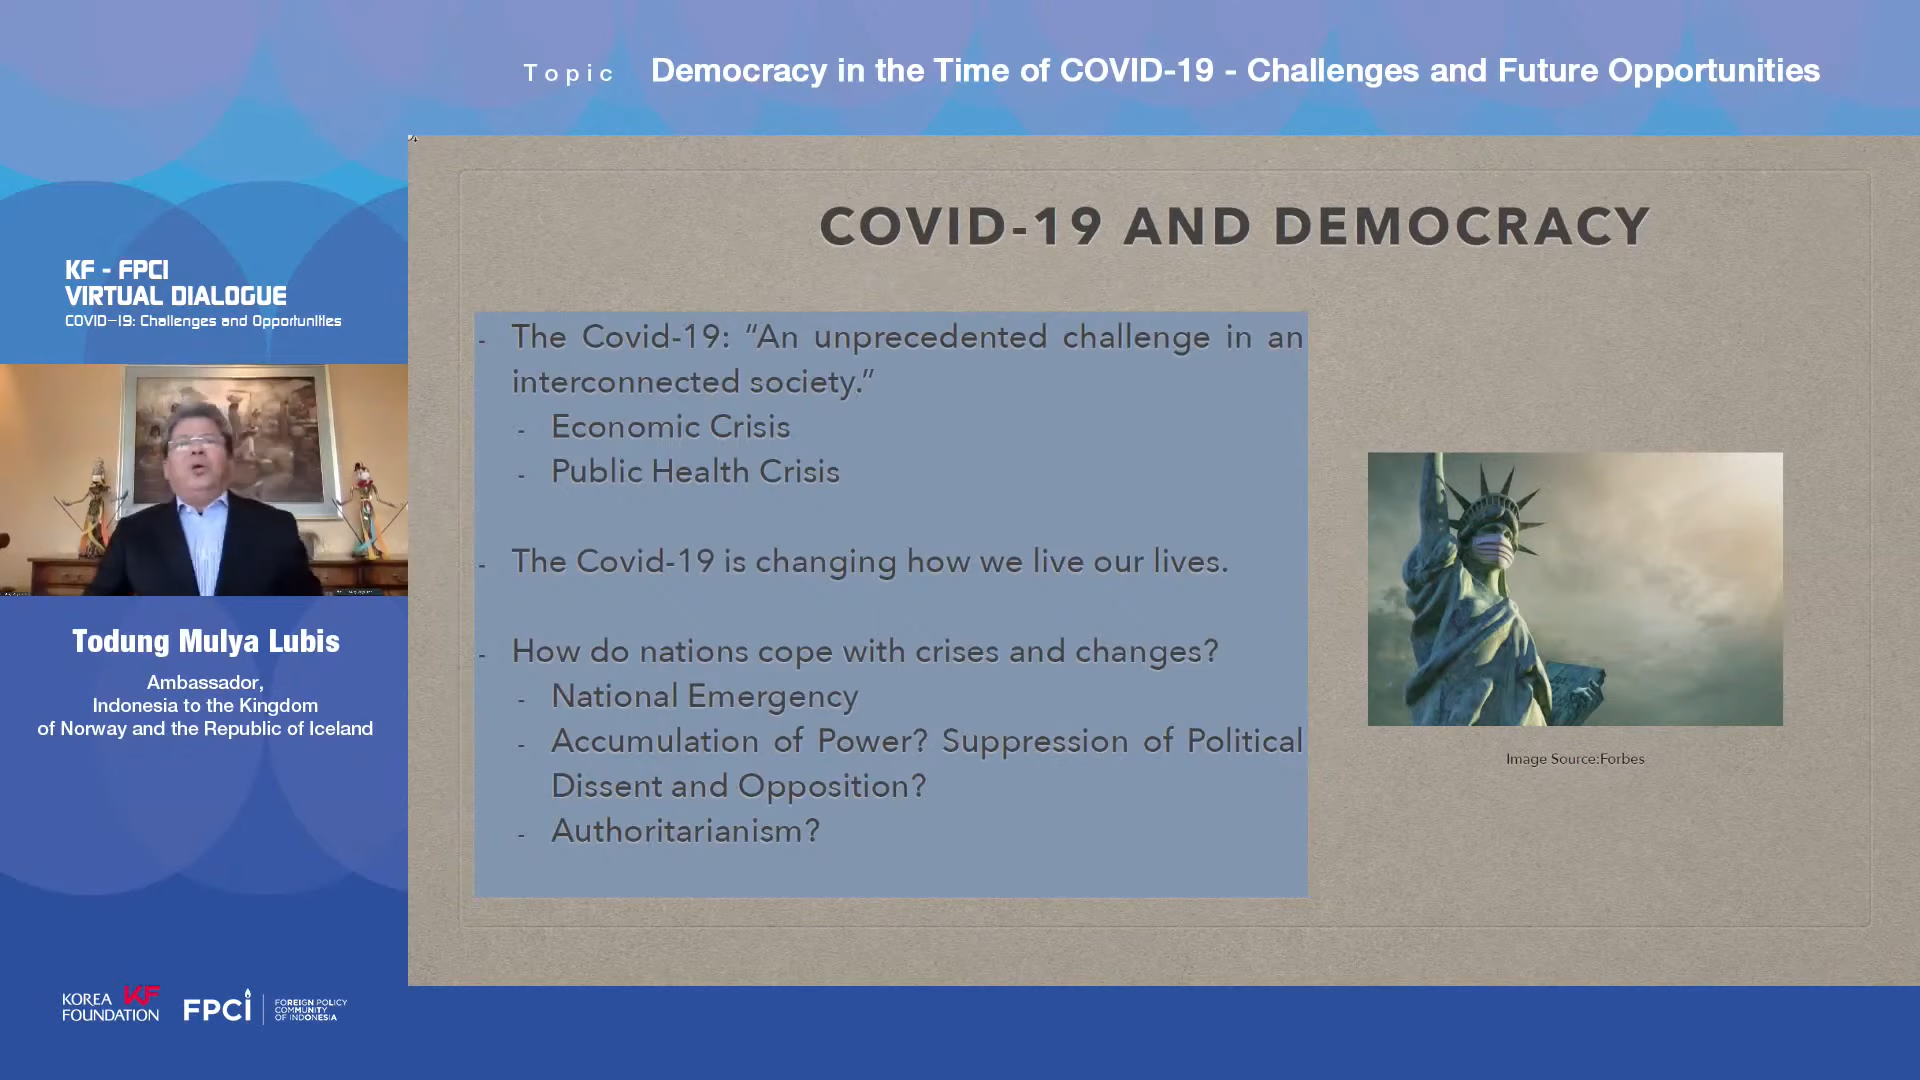 Topic Democracy in the Time of COVID-19 - Challenges and Future Opportunities
KF - FPCI
VIRTUAL DIALOGUE
COVID-19: Challenges and Opportunities
Todung Mulya Lubis
Ambassador,
Indonesia to the Kingdom
of Norway and the Republic of Iceland
KOREA KF
FOUNDATION
FPCI
FOREIGN POLICY
COMMUNITY
OF INDONESIA
COVID-19 AND DEMOCRACY
- The Covid-19: “An unprecedented challenge in an
interconnected society.”
- Economic Crisis
- Public Health Crisis
- The Covid-19 is changing how we live our lives.
- How do nations cope with crises and changes?
- National Emergency
- Accumulation of Power? Suppression of Political
Dissent and Opposition?
- Authoritarianism?
Image Source:Forbes